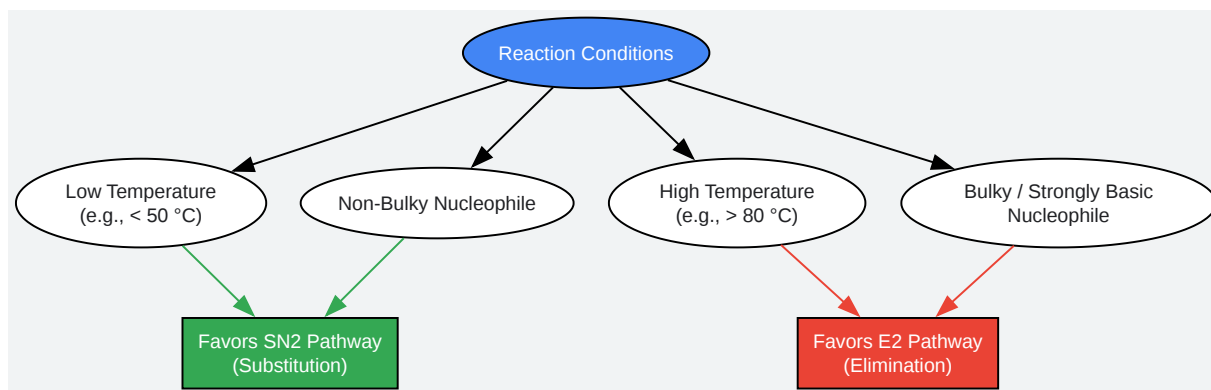 Reaction Conditions
Low Temperature
(e.g., < 50 °C)
Non-Bulky Nucleophile
High Temperature
(e.g., > 80 °C)
Bulky / Strongly Basic
Nucleophile
Favors SN2 Pathway
(Substitution)
Favors E2 Pathway
(Elimination)